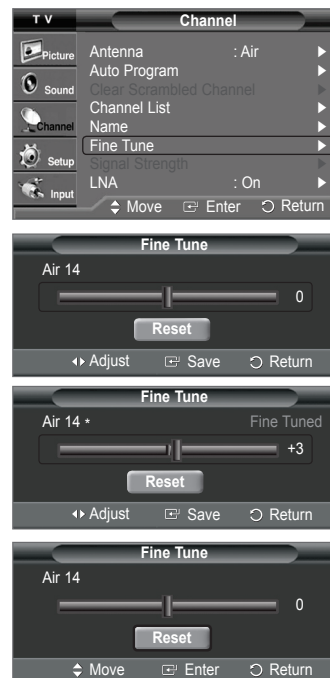 T V Channel
Picture
Sound
Channel
Setup
Input
Antenna : Air
Auto Program
Clear Scrambled Channel
Channel List
Name
Fine Tune
Signal Strength
LNA : On
Move Enter Return
Fine Tune
Air 14
0
Reset
Adjust Save Return
Fine Tune
Air 14 * Fine Tuned
+3
Reset
Adjust Save Return
Fine Tune
Air 14
0
Reset
Move Enter Return